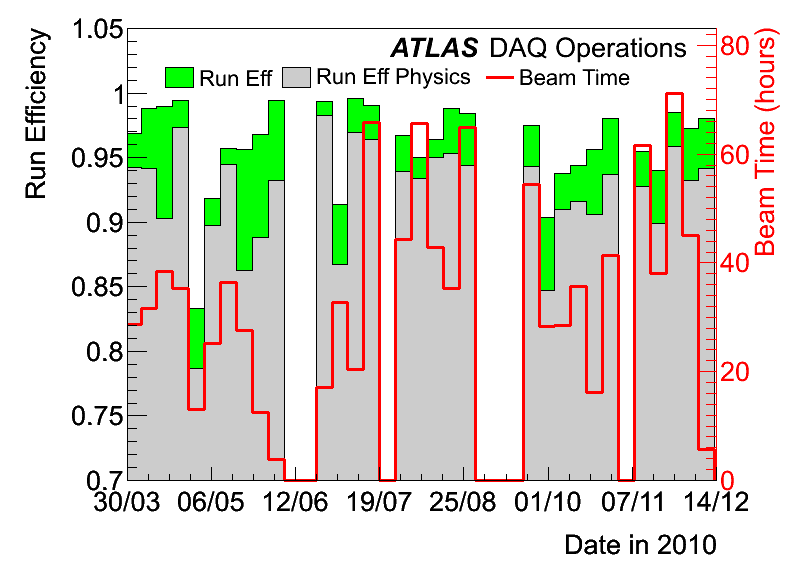 ATLAS DAQ Operations
Run Eff Run Eff Physics Beam Time
Run Efficiency
1.05
1
0.95
0.9
0.85
0.8
0.75
0.7
Beam Time (hours)
80
60
40
20
0
30/03 06/05 12/06 19/07 25/08 01/10 07/11 14/12
Date in 2010